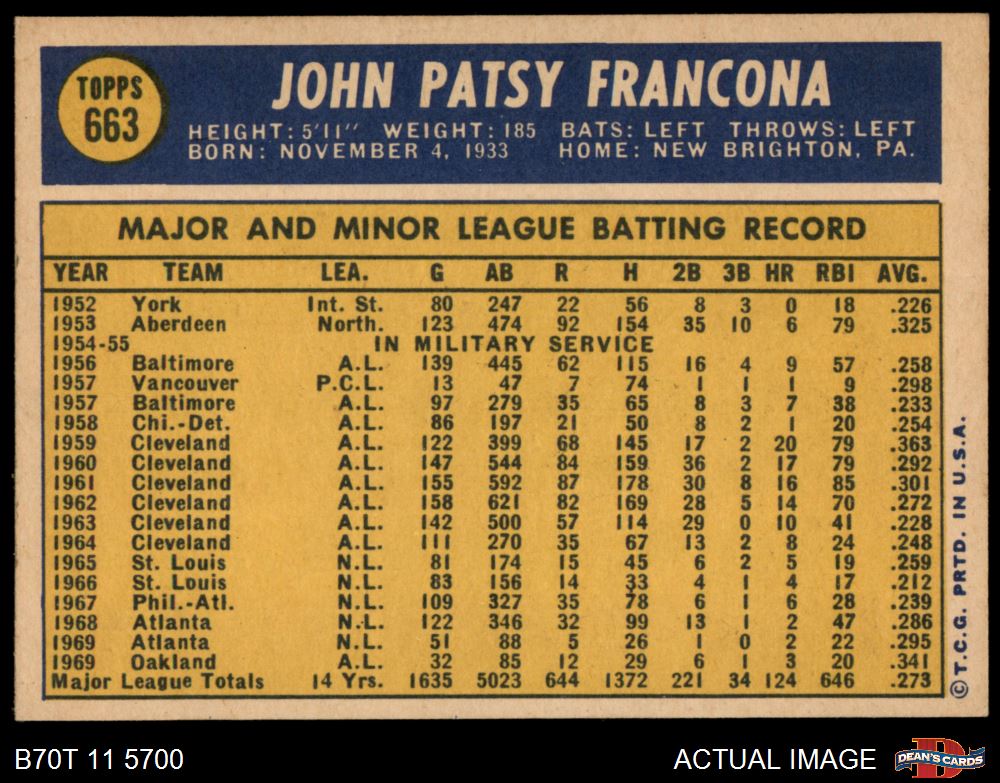 TOPPS
663
JOHN PATSY FRANCONA
HEIGHT: 5'11" WEIGHT: 185 BATS: LEFT THROWS: LEFT
BORN: NOVEMBER 4, 1933 HOME: NEW BRIGHTON, PA.
MAJOR AND MINOR LEAGUE BATTING RECORD
YEAR TEAM LEA. G AB R H 2B 3B HR RBI AVG.
1952 York Int. St. 80 247 22 56 8 3 0 18 .226
1953 Aberdeen North. 123 474 92 154 35 10 6 79 .325
1954-55 IN MILITARY SERVICE
1956 Baltimore A.L. 139 445 62 115 16 4 9 57 .258
1957 Vancouver P.C.L. 13 47 7 74 1 1 1 9 .298
1957 Baltimore A.L. 97 279 35 65 8 3 7 38 .233
1958 Chi.-Det. A.L. 86 197 21 50 8 2 1 20 .254
1959 Cleveland A.L. 122 399 68 145 17 2 20 79 .363
1960 Cleveland A.L. 147 544 84 159 36 2 17 79 .292
1961 Cleveland A.L. 155 592 87 178 30 8 16 85 .301
1962 Cleveland A.L. 158 621 82 169 28 5 14 70 .272
1963 Cleveland A.L. 142 500 57 114 29 0 10 41 .228
1964 Cleveland A.L. 111 270 35 67 13 2 8 24 .248
1965 St. Louis N.L. 81 174 15 45 6 2 5 19 .259
1966 St. Louis N.L. 83 156 14 33 4 1 4 17 .212
1967 Phil.-Atl. N.L. 109 327 35 78 6 1 6 28 .239
1968 Atlanta N.L. 122 346 32 99 13 1 2 47 .286
1969 Atlanta N.L. 51 88 5 26 1 0 2 22 .295
1969 Oakland A.L. 32 85 12 29 6 1 3 20 .341
Major League Totals 14 Yrs. 1635 5023 644 1372 221 34 124 646 .273
©T.C.G. PRTD. IN U.S.A.
B70T 11 5700
ACTUAL IMAGE
D
DEAN'S CARDS